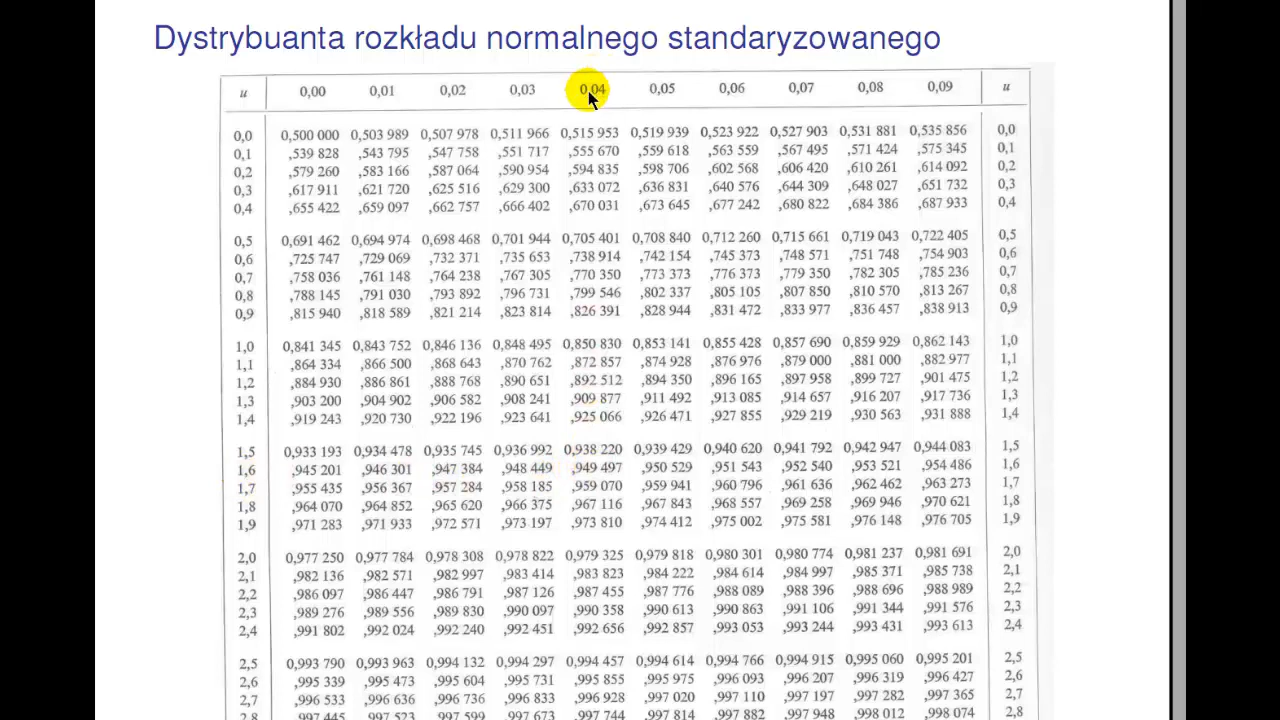 Dystrybuanta rozkładu normalnego standaryzowanego
u 0,00 0,01 0,02 0,03 0,04 0,05 0,06 0,07 0,08 0,09 u
0,0 0,500 000 0,503 989 0,507 978 0,511 966 0,515 953 0,519 939 0,523 922 0,527 903 0,531 881 0,535 856 0,0
0,1 ,539 828 ,543 795 ,547 758 ,551 717 ,555 670 ,559 618 ,563 559 ,567 495 ,571 424 ,575 345 0,1
0,2 ,579 260 ,583 166 ,587 064 ,590 954 ,594 835 ,598 706 ,602 568 ,606 420 ,610 261 ,614 092 0,2
0,3 ,617 911 ,621 720 ,625 516 ,629 300 ,633 072 ,636 831 ,640 576 ,644 309 ,648 027 ,651 732 0,3
0,4 ,655 422 ,659 097 ,662 757 ,666 402 ,670 031 ,673 645 ,677 242 ,680 822 ,684 386 ,687 933 0,4
0,5 0,691 462 0,694 974 0,698 468 0,701 944 0,705 401 0,708 840 0,712 260 0,715 661 0,719 043 0,722 405 0,5
0,6 ,725 747 ,729 069 ,732 371 ,735 653 ,738 914 ,742 154 ,745 373 ,748 571 ,751 748 ,754 903 0,6
0,7 ,758 036 ,761 148 ,764 238 ,767 305 ,770 350 ,773 373 ,776 373 ,779 350 ,782 305 ,785 236 0,7
0,8 ,788 145 ,791 030 ,793 892 ,796 731 ,799 546 ,802 337 ,805 105 ,807 850 ,810 570 ,813 267 0,8
0,9 ,815 940 ,818 589 ,821 214 ,823 814 ,826 391 ,828 944 ,831 472 ,833 977 ,836 457 ,838 913 0,9
1,0 0,841 345 0,843 752 0,846 136 0,848 495 0,850 830 0,853 141 0,855 428 0,857 690 0,859 929 0,862 143 1,0
1,1 ,864 334 ,866 500 ,868 643 ,870 762 ,872 857 ,874 928 ,876 976 ,879 000 ,881 000 ,882 977 1,1
1,2 ,884 930 ,886 861 ,888 768 ,890 651 ,892 512 ,894 350 ,896 165 ,897 958 ,899 727 ,901 475 1,2
1,3 ,903 200 ,904 902 ,906 582 ,908 241 ,909 877 ,911 492 ,913 085 ,914 657 ,916 207 ,917 736 1,3
1,4 ,919 243 ,920 730 ,922 196 ,923 641 ,925 066 ,926 471 ,927 855 ,929 219 ,930 563 ,931 888 1,4
1,5 0,933 193 0,934 478 0,935 745 0,936 992 0,938 220 0,939 429 0,940 620 0,941 792 0,942 947 0,944 083 1,5
1,6 ,945 201 ,946 301 ,947 384 ,948 449 ,949 497 ,950 529 ,951 543 ,952 540 ,953 521 ,954 486 1,6
1,7 ,955 435 ,956 367 ,957 284 ,958 185 ,959 070 ,959 941 ,960 796 ,961 636 ,962 462 ,963 273 1,7
1,8 ,964 070 ,964 852 ,965 620 ,966 375 ,967 116 ,967 843 ,968 557 ,969 258 ,969 946 ,970 621 1,8
1,9 ,971 283 ,971 933 ,972 571 ,973 197 ,973 810 ,974 412 ,975 002 ,975 581 ,976 148 ,976 705 1,9
2,0 0,977 250 0,977 784 0,978 308 0,978 822 0,979 325 0,979 818 0,980 301 0,980 774 0,981 237 0,981 691 2,0
2,1 ,982 136 ,982 571 ,982 997 ,983 414 ,983 823 ,984 222 ,984 614 ,984 997 ,985 371 ,985 738 2,1
2,2 ,986 097 ,986 447 ,986 791 ,987 126 ,987 455 ,987 776 ,988 089 ,988 396 ,988 696 ,988 989 2,2
2,3 ,989 276 ,989 556 ,989 830 ,990 097 ,990 358 ,990 613 ,990 863 ,991 106 ,991 344 ,991 576 2,3
2,4 ,991 802 ,992 024 ,992 240 ,992 451 ,992 656 ,992 857 ,993 053 ,993 244 ,993 431 ,993 613 2,4
2,5 0,993 790 0,993 963 0,994 132 0,994 297 0,994 457 0,994 614 0,994 766 0,994 915 0,995 060 0,995 201 2,5
2,6 ,995 339 ,995 473 ,995 604 ,995 731 ,995 855 ,995 975 ,996 093 ,996 207 ,996 319 ,996 427 2,6
2,7 ,996 533 ,996 636 ,996 736 ,996 833 ,996 928 ,997 020 ,997 110 ,997 197 ,997 282 ,997 365 2,7
2,8 ,997 445 ,997 523 ,997 599 ,997 673 ,997 744 ,997 814 ,997 882 ,997 948 ,998 012 ,998 074 2,8